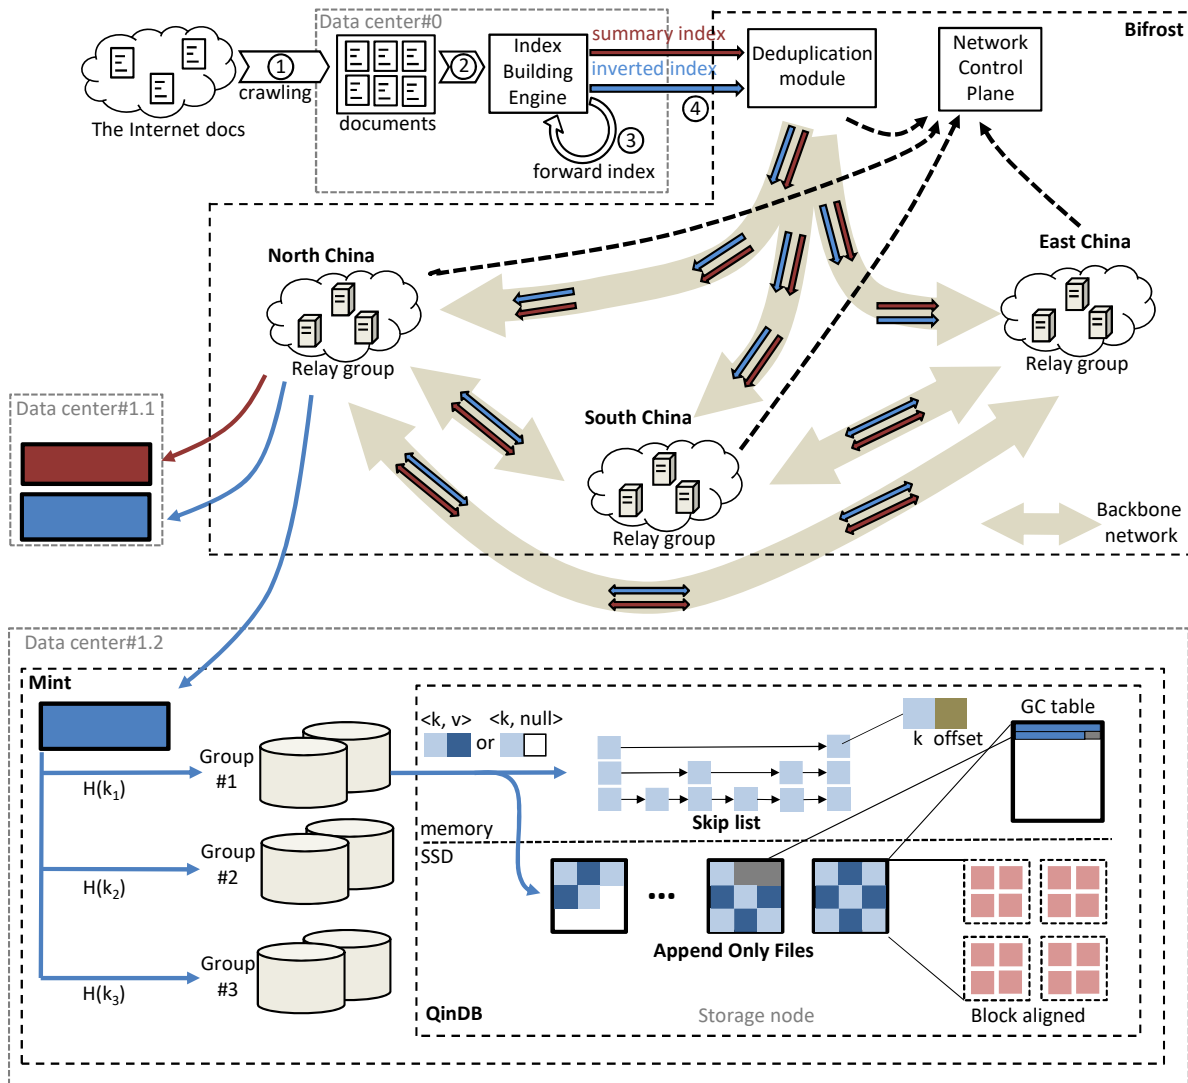 Data center#0
Bifrost
The Internet docs
1
crawling
documents
2
Index
Building
Engine
3
forward index
summary index
inverted index
4
Deduplication
module
Network
Control
Plane
North China
Relay group
South China
Relay group
East China
Relay group
Backbone
network
Data center#1.1
Data center#1.2
Mint
H(k1)
H(k2)
H(k3)
Group
#1
Group
#2
Group
#3
<k, v>
or
<k, null>
k offset
GC table
Skip list
memory
SSD
...
Append Only Files
Block aligned
QinDB
Storage node